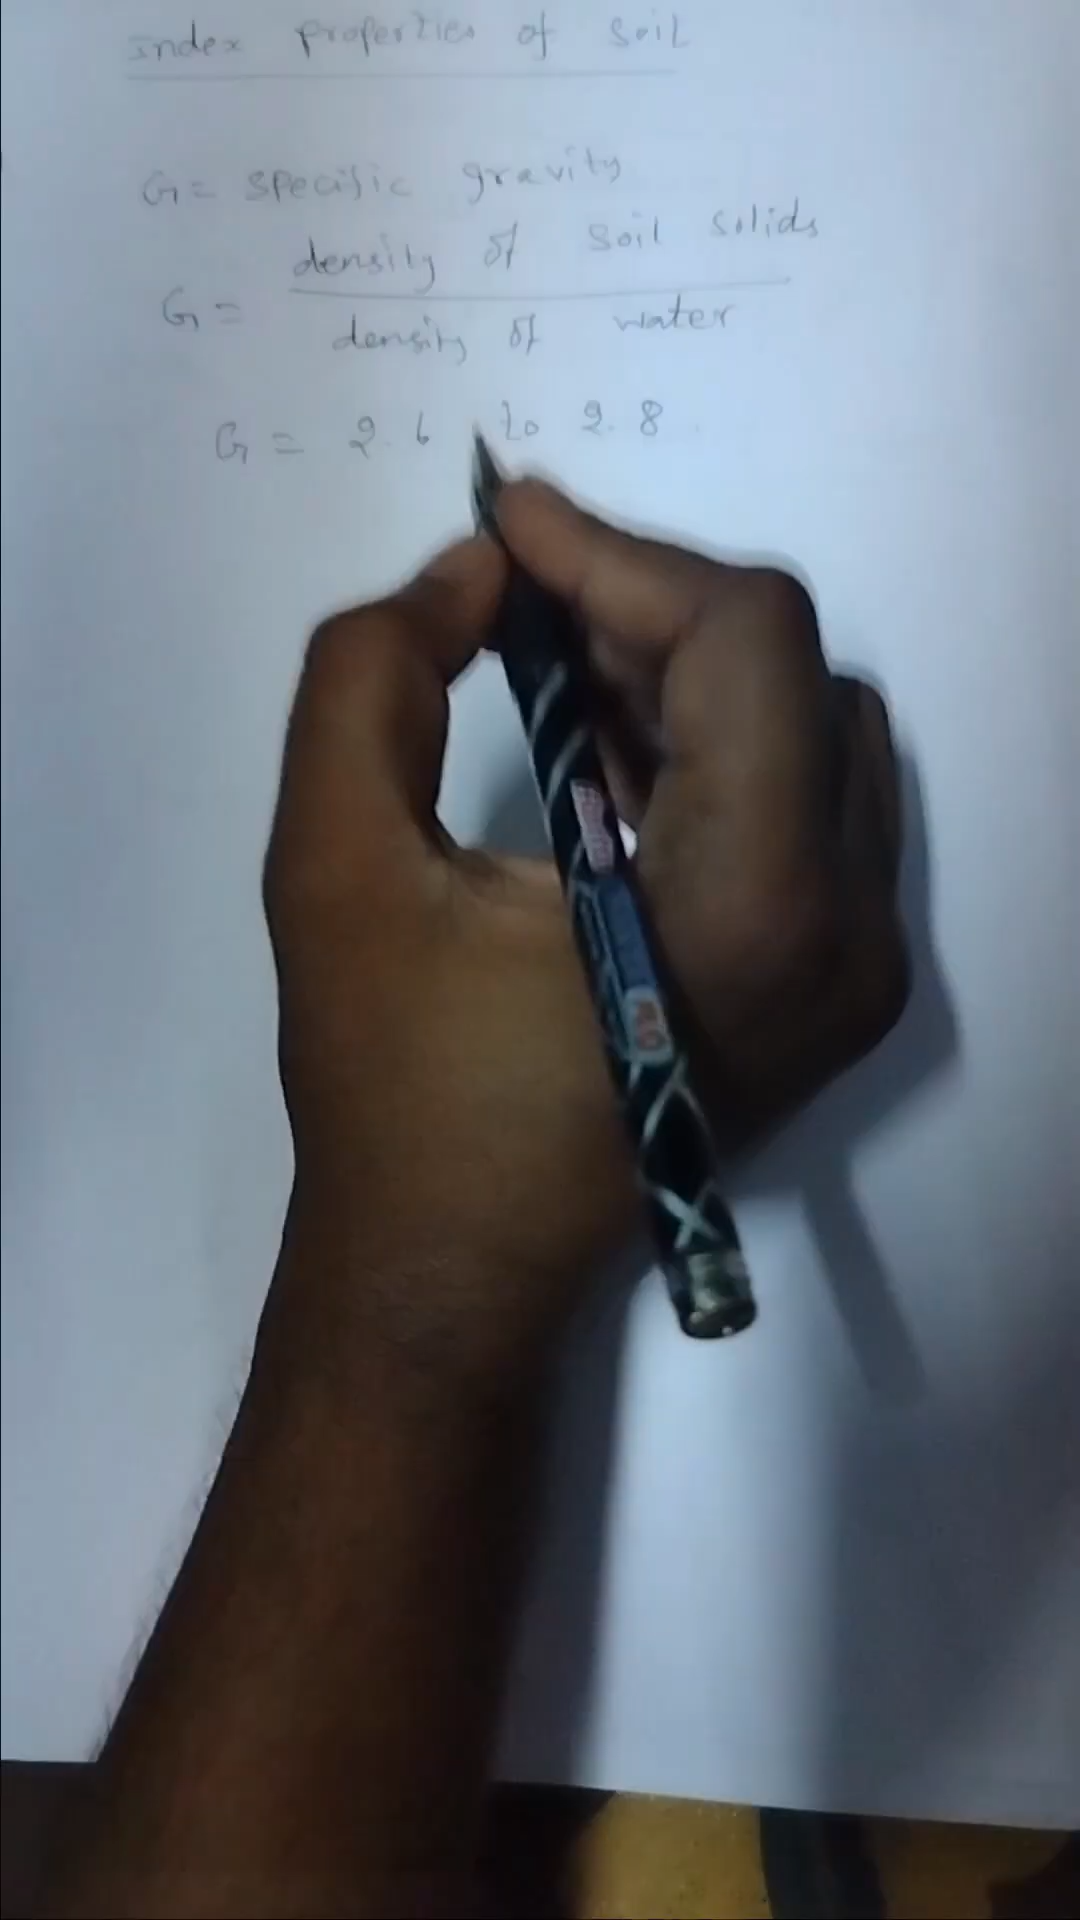 index properties of soil
G = specific gravity
density of soil solids
G =
density of water
G = 2.6 to 2.8